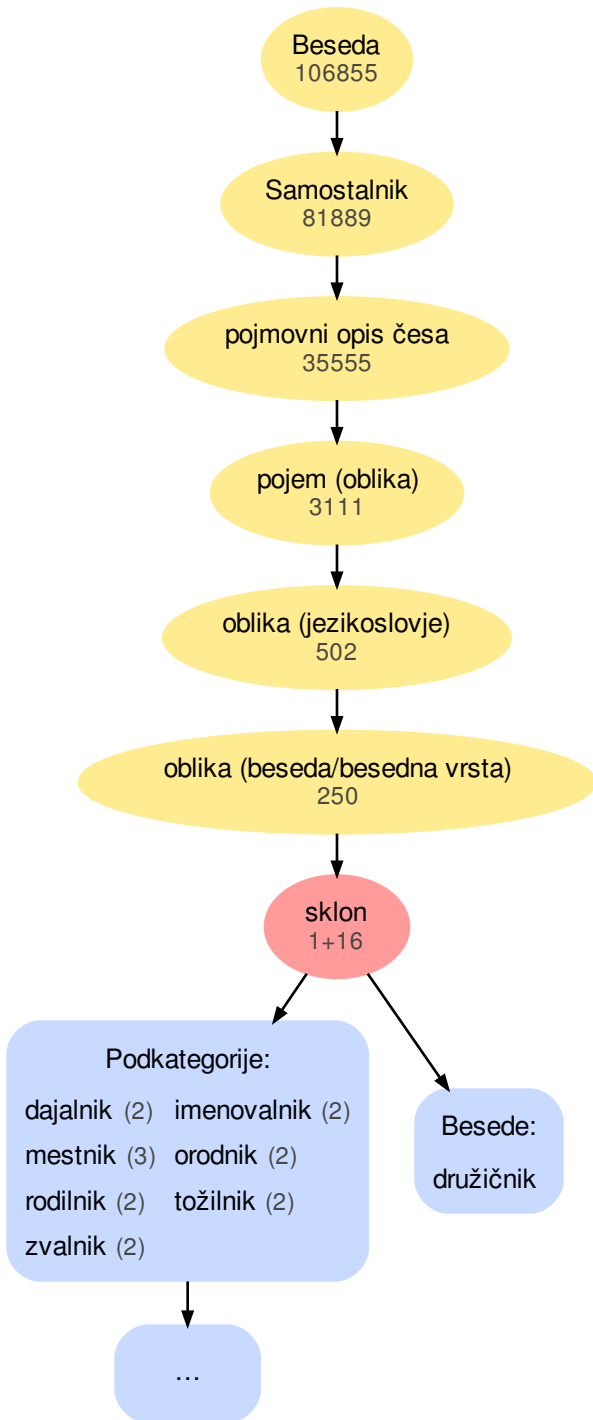 Beseda
106855
Samostalnik
81889
pojmovni opis česa
35555
pojem (oblika)
3111
oblika (jezikoslovje)
502
oblika (beseda/besedna vrsta)
250
sklon
1+16
Podkategorije:
dajalnik (2) imenovalnik (2)
mestnik (3) orodnik (2)
rodilnik (2) tožilnik (2)
zvalnik (2)
Besede:
družičnik
...